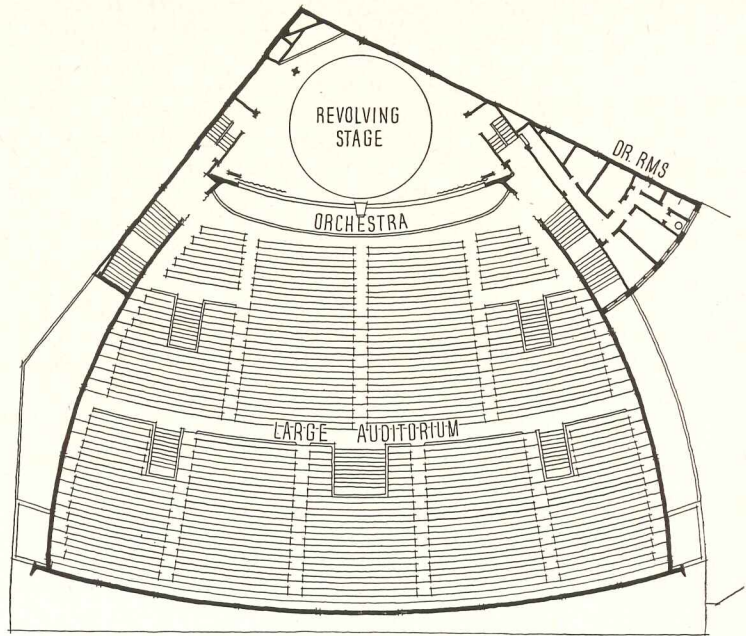 REVOLVING
STAGE
DR. RMS
ORCHESTRA
LARGE AUDITORIUM